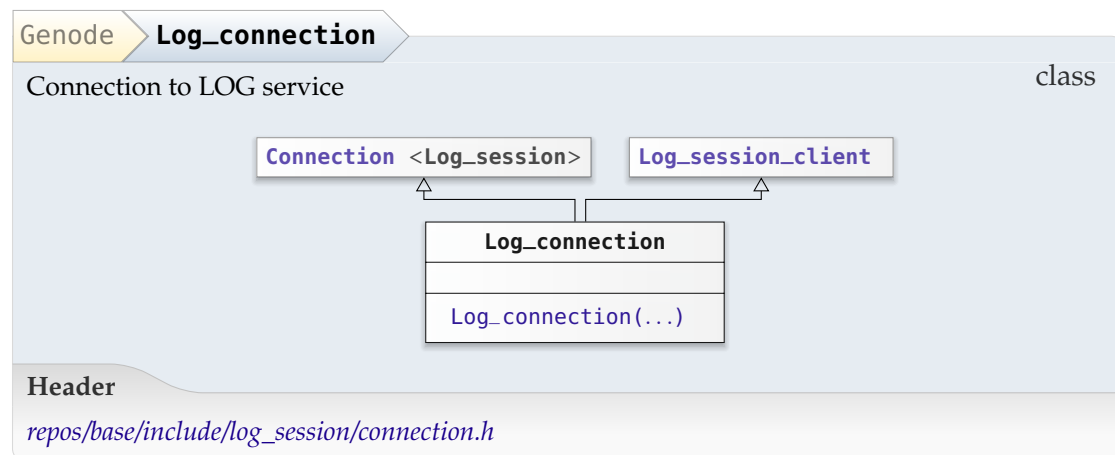 Genode Log_connection
Connection to LOG service
class
Connection <Log_session>
Log_session_client
Log_connection
Log_connection(...)
Header
repos/base/include/log_session/connection.h